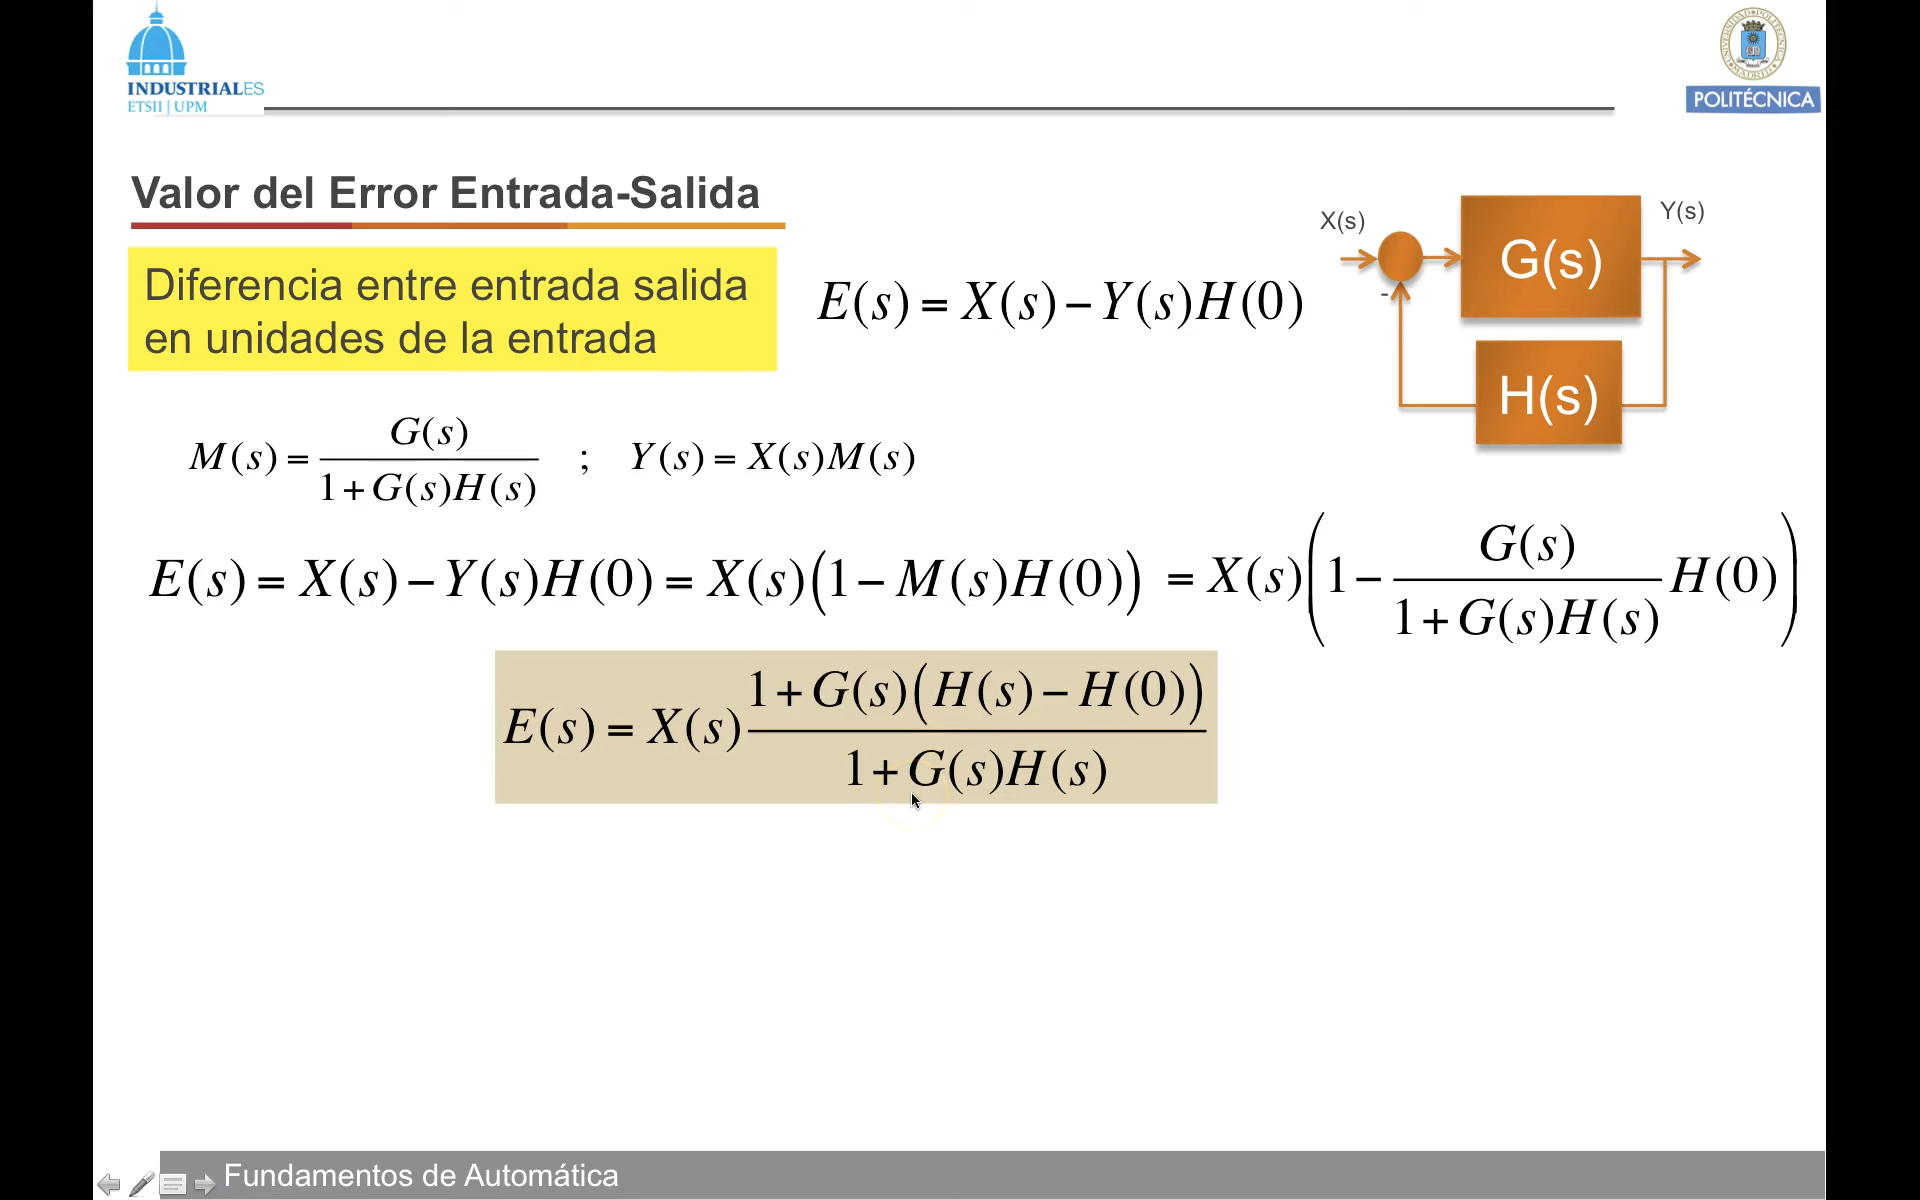 INDUSTRIALES
ETSII | UPM
POLITÉCNICA
Valor del Error Entrada-Salida
Diferencia entre entrada salida
en unidades de la entrada
E(s) = X(s) − Y(s)H(0)
X(s)
G(s)
Y(s)
-
H(s)
M(s) = G(s) / 1 + G(s)H(s) ; Y(s) = X(s)M(s)
E(s) = X(s) − Y(s)H(0) = X(s)(1 − M(s)H(0)) = X(s)(1 − G(s) / 1 + G(s)H(s) H(0))
E(s) = X(s) 1 + G(s)(H(s) − H(0)) / 1 + G(s)H(s)
Fundamentos de Automática